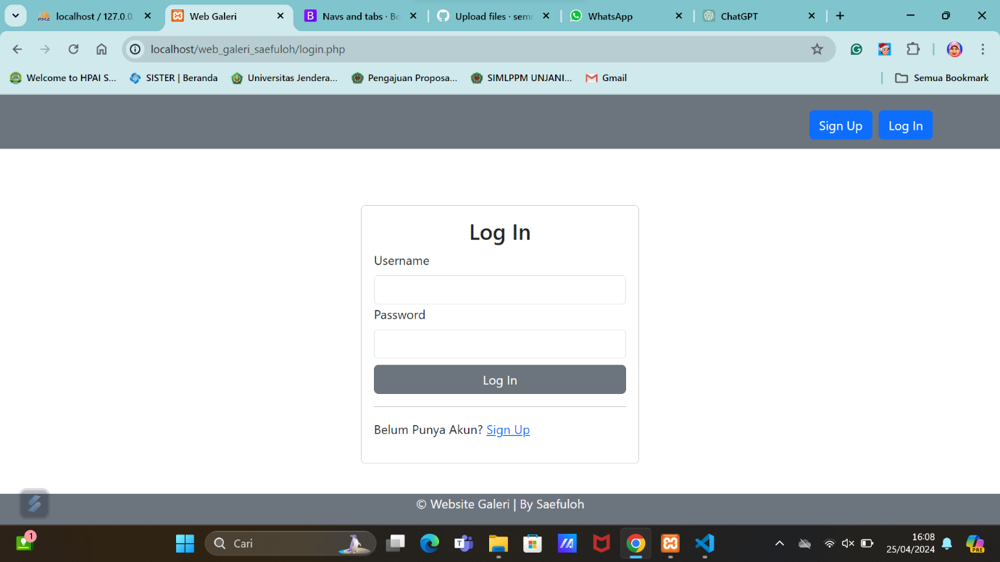 localhost / 127.0.0.
Web Galeri
Navs and tabs · Bo
Upload files · semr
WhatsApp
ChatGPT
localhost/web_galeri_saefuloh/login.php
Welcome to HPAI S...
SISTER | Beranda
Universitas Jendera...
Pengajuan Proposa...
SIMLPPM UNJANI...
Gmail
Semua Bookmark
Sign Up
Log In
Log In
Username
Password
Log In
Belum Punya Akun? Sign Up
© Website Galeri | By Saefuloh
1
Cari
16:08
25/04/2024
PRE